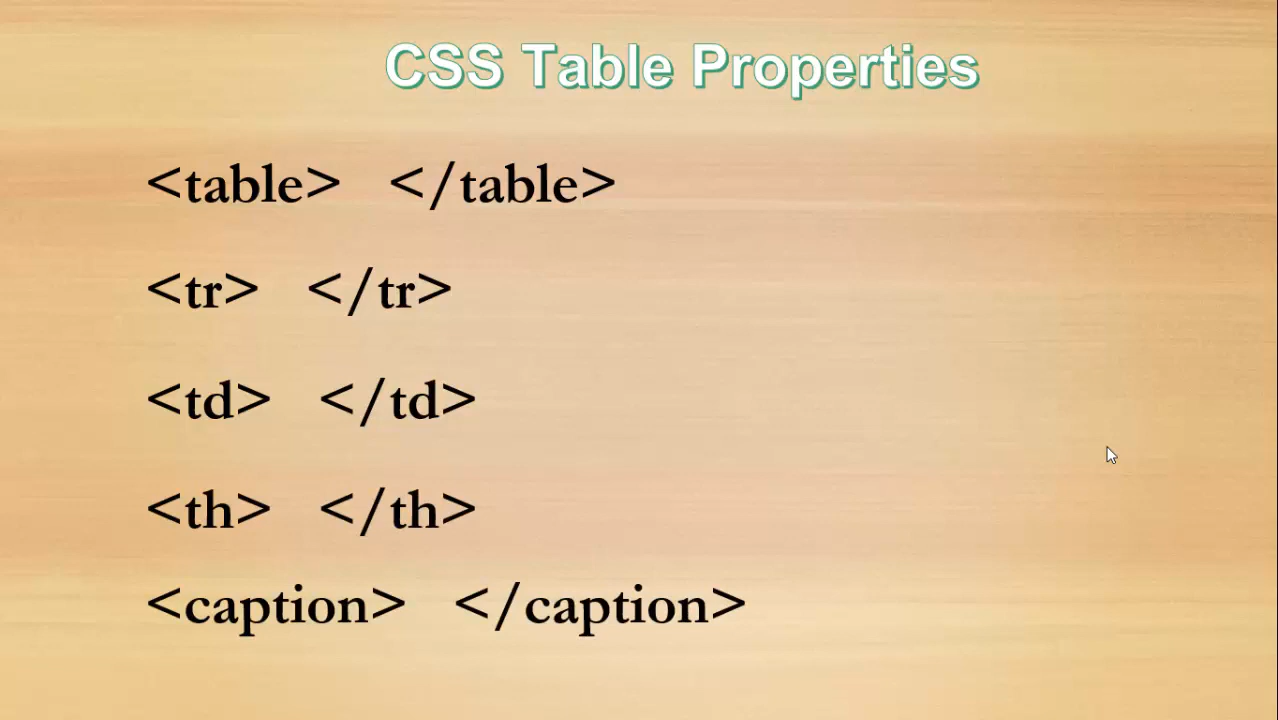 CSS Table Properties
<table> </table>
<tr> </tr>
<td> </td>
<th> </th>
<caption> </caption>